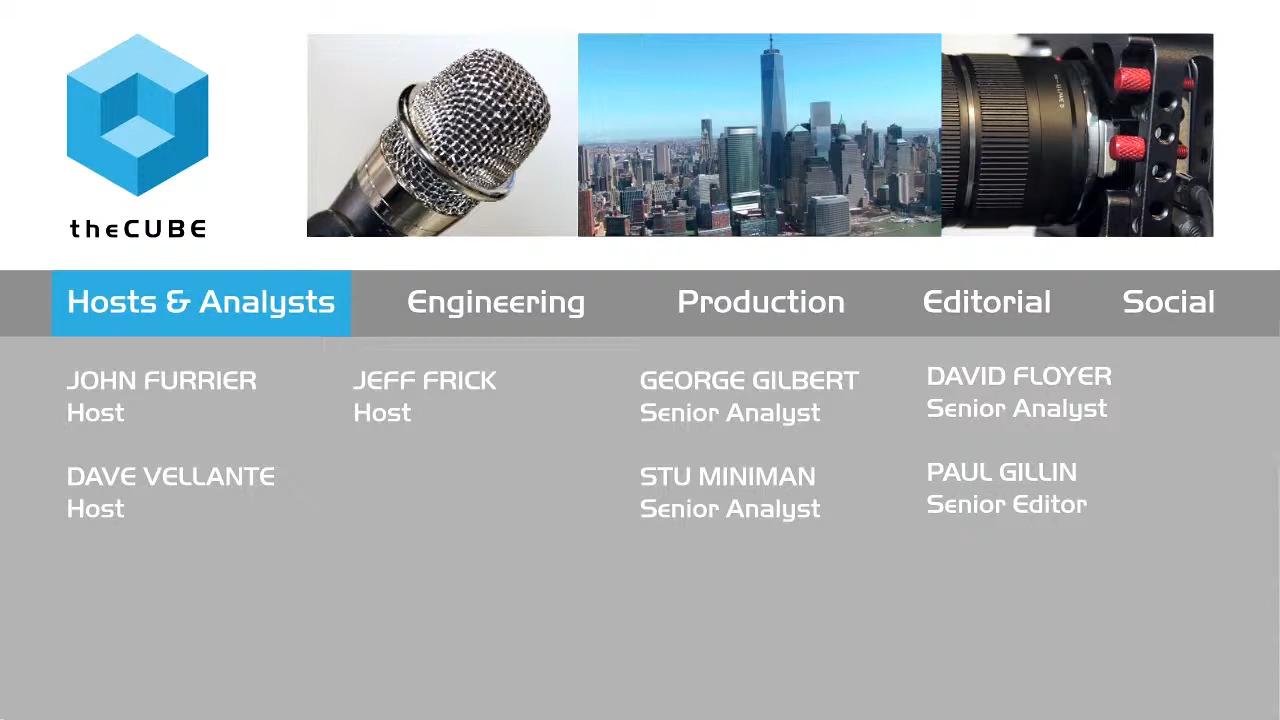 theCUBE
Hosts & Analysts
Engineering
Production
Editorial
Social
JOHN FURRIER
Host
DAVE VELLANTE
Host
JEFF FRICK
Host
GEORGE GILBERT
Senior Analyst
STU MINIMAN
Senior Analyst
DAVID FLOYER
Senior Analyst
PAUL GILLIN
Senior Editor